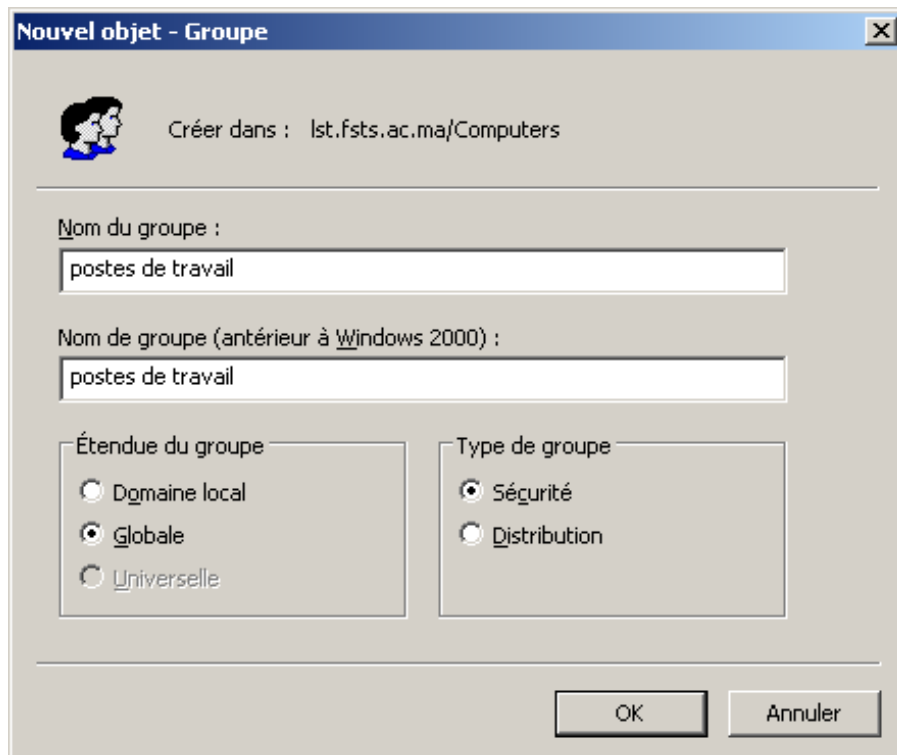 Nouvel objet - Groupe
Créer dans : lst.fsts.ac.ma/Computers
Nom du groupe :
postes de travail
Nom de groupe (antérieur à Windows 2000) :
postes de travail
Étendue du groupe
Domaine local
Globale
Universelle
Type de groupe
Sécurité
Distribution
OK
Annuler